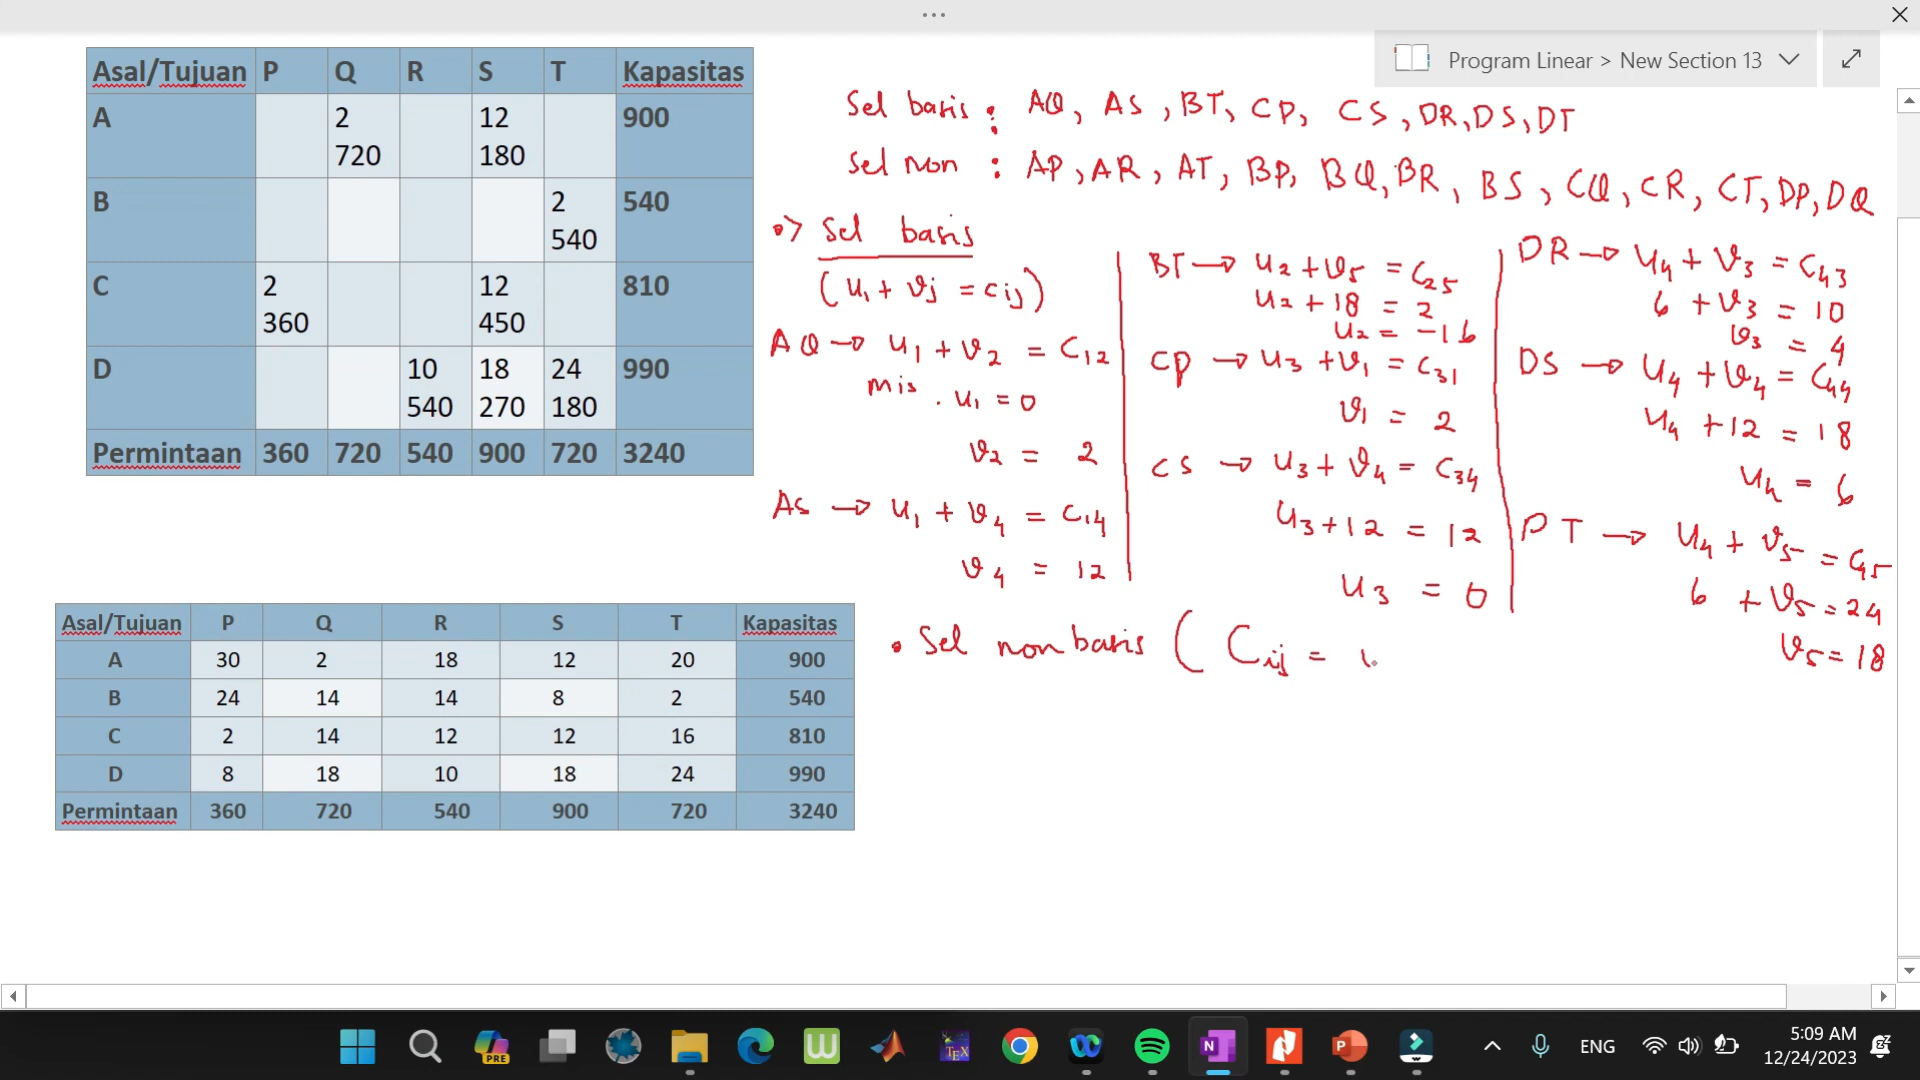 Program Linear > New Section 13
Asal/Tujuan P Q R S T Kapasitas
A 2 720 12 180 900
B 2 540 540
C 2 360 12 450 810
D 10 540 18 270 24 180 990
Permintaan 360 720 540 900 720 3240
Sel basis : AQ, AS, BT, CP, CS, DR, DS, DT
Sel non : AP, AR, AT, BP, BQ, BR, BS, CQ, CR, CT, DP, DQ
•> Sel basis
(u₁ + vj = cij)
AQ → u₁ + v₂ = C₁₂
mis. u₁ = 0
v₂ = 2
AS → u₁ + v₄ = C₁₄
v₄ = 12
BT → u₂ + v₅ = C₂₅
u₂ + 18 = 2
u₂ = -16
CP → u₃ + v₁ = C₃₁
v₁ = 2
CS → u₃ + v₄ = C₃₄
u₃ + 12 = 12
u₃ = 0
DR → u₄ + v₃ = C₄₃
6 + v₃ = 10
v₃ = 4
DS → u₄ + v₄ = C₄₄
u₄ + 12 = 18
u₄ = 6
DT → u₄ + v₅ = C₄₅
6 + v₅ = 24
v₅ = 18
• Sel non basis ( Cij =
Asal/Tujuan P Q R S T Kapasitas
A 30 2 18 12 20 900
B 24 14 14 8 2 540
C 2 14 12 12 16 810
D 8 18 10 18 24 990
Permintaan 360 720 540 900 720 3240
PRE
TEX
ENG
5:09 AM
12/24/2023